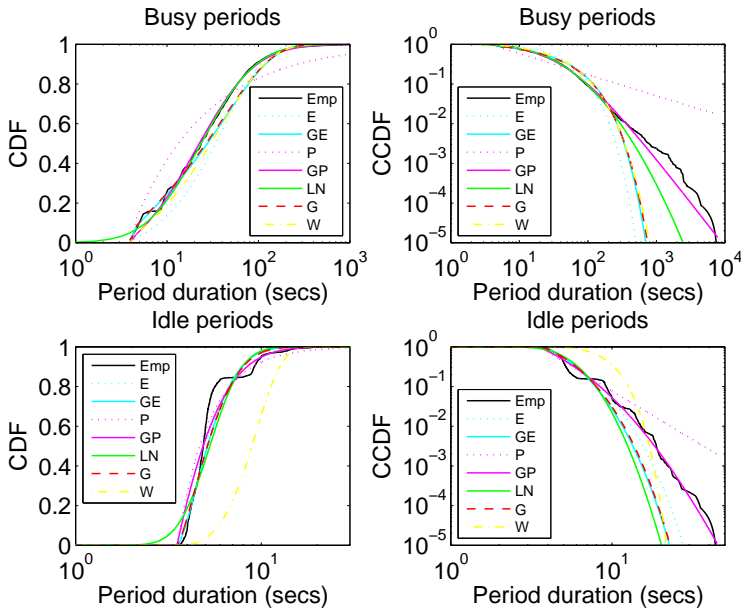 Busy periods
CDF
1
0.8
0.6
0.4
0.2
0
10^0
10^1
10^2
10^3
Period duration (secs)
Emp
E
GE
P
GP
LN
G
W
Busy periods
CCDF
10^0
10^-1
10^-2
10^-3
10^-4
10^-5
10^0
10^1
10^2
10^3
10^4
Period duration (secs)
Emp
E
GE
P
GP
LN
G
W
Idle periods
CDF
1
0.8
0.6
0.4
0.2
0
10^0
10^1
Period duration (secs)
Emp
E
GE
P
GP
LN
G
W
Idle periods
CCDF
10^0
10^-1
10^-2
10^-3
10^-4
10^-5
10^0
10^1
Period duration (secs)
Emp
E
GE
P
GP
LN
G
W